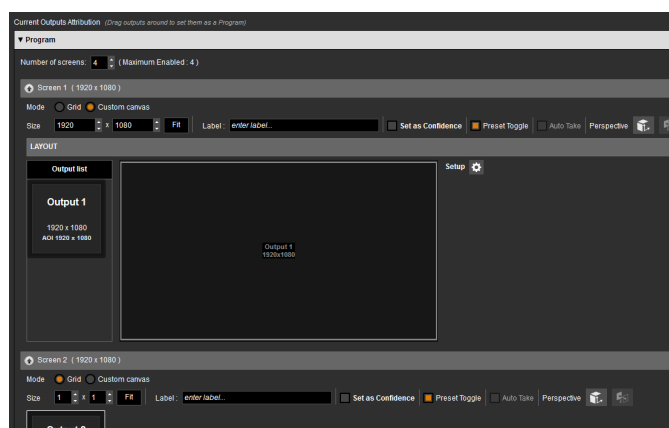 Current Outputs Attribution (Drag outputs around to set them as a Program)
Program
Number of screens: 4 ( Maximum Enabled : 4 )
Screen 1 ( 1920 x 1080 )
Mode Grid Custom canvas
Size 1920 x 1080 Fit Label : enter label... Set as Confidence Preset Toggle Auto Take Perspective
LAYOUT
Output list Setup
Output 1
1920 x 1080
AOI 1920 x 1080
Output 1
1920x1080
Screen 2 ( 1920 x 1080 )
Mode Grid Custom canvas
Size 1 x 1 Fit Label : enter label... Set as Confidence Preset Toggle Auto Take Perspective